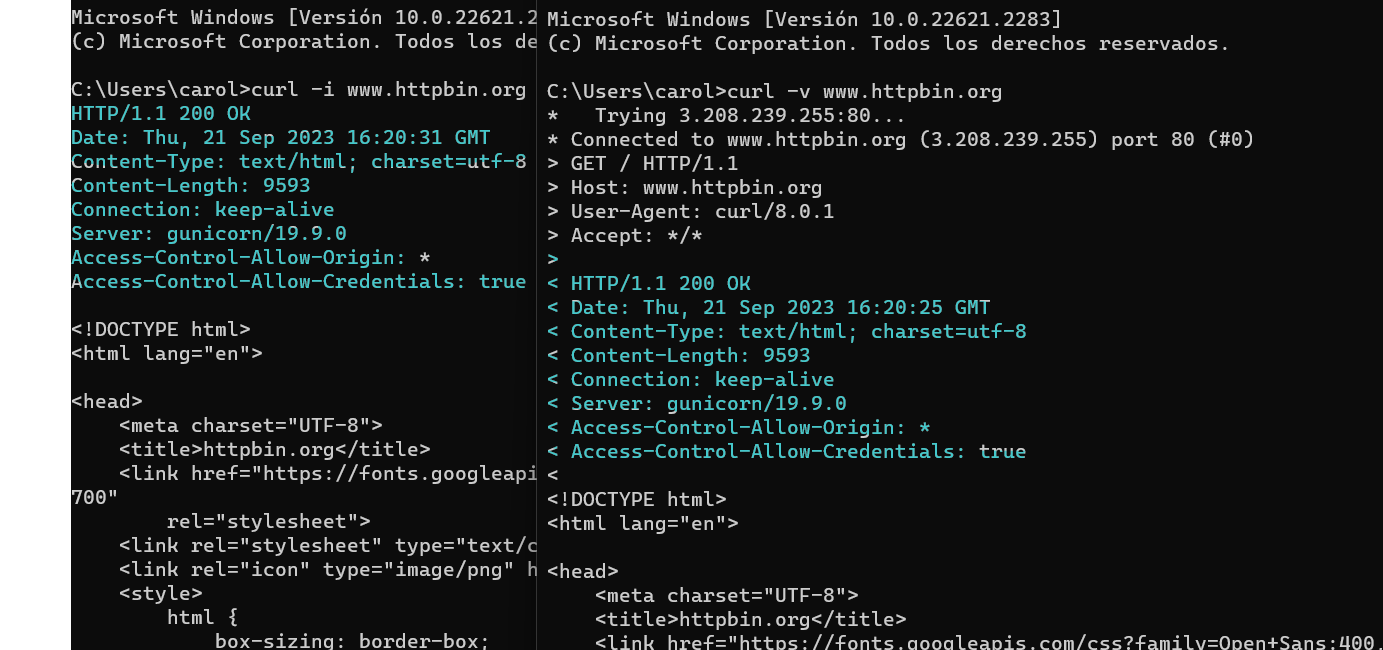 Microsoft Windows [Versión 10.0.22621.2
(c) Microsoft Corporation. Todos los de
C:\Users\carol>curl -i www.httpbin.org
HTTP/1.1 200 OK
Date: Thu, 21 Sep 2023 16:20:31 GMT
Content-Type: text/html; charset=utf-8
Content-Length: 9593
Connection: keep-alive
Server: gunicorn/19.9.0
Access-Control-Allow-Origin: *
Access-Control-Allow-Credentials: true
<!DOCTYPE html>
<html lang="en">
<head>
    <meta charset="UTF-8">
    <title>httpbin.org</title>
    <link href="https://fonts.googleapi
700"
        rel="stylesheet">
    <link rel="stylesheet" type="text/c
    <link rel="icon" type="image/png" h
    <style>
        html {
            box-sizing: border-box;
Microsoft Windows [Versión 10.0.22621.2283]
(c) Microsoft Corporation. Todos los derechos reservados.
C:\Users\carol>curl -v www.httpbin.org
*   Trying 3.208.239.255:80...
* Connected to www.httpbin.org (3.208.239.255) port 80 (#0)
> GET / HTTP/1.1
> Host: www.httpbin.org
> User-Agent: curl/8.0.1
> Accept: */*
>
< HTTP/1.1 200 OK
< Date: Thu, 21 Sep 2023 16:20:25 GMT
< Content-Type: text/html; charset=utf-8
< Content-Length: 9593
< Connection: keep-alive
< Server: gunicorn/19.9.0
< Access-Control-Allow-Origin: *
< Access-Control-Allow-Credentials: true
<
<!DOCTYPE html>
<html lang="en">
<head>
    <meta charset="UTF-8">
    <title>httpbin.org</title>
    <link href="https://fonts.googleapis.com/css?family=Open+Sans:400,